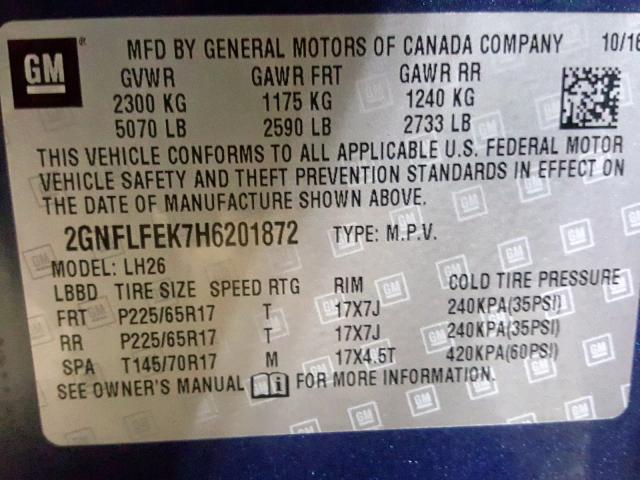 GM ® MFD BY GENERAL MOTORS OF CANADA COMPANY 10/16
GVWR GAWR FRT GAWR RR
2300 KG 1175 KG 1240 KG
5070 LB 2590 LB 2733 LB
THIS VEHICLE CONFORMS TO ALL APPLICABLE U.S. FEDERAL MOTOR
VEHICLE SAFETY AND THEFT PREVENTION STANDARDS IN EFFECT ON
THE DATE OF MANUFACTURE SHOWN ABOVE.
2GNFLFEK7H6201872 TYPE: M.P.V.
MODEL: LH26
LBBD TIRE SIZE SPEED RTG RIM COLD TIRE PRESSURE
FRT P225/65R17 T 17X7J 240KPA(35PSI)
RR P225/65R17 T 17X7J 240KPA(35PSI)
SPA T145/70R17 M 17X4.5T 420KPA(60PSI)
SEE OWNER'S MANUAL FOR MORE INFORMATION.